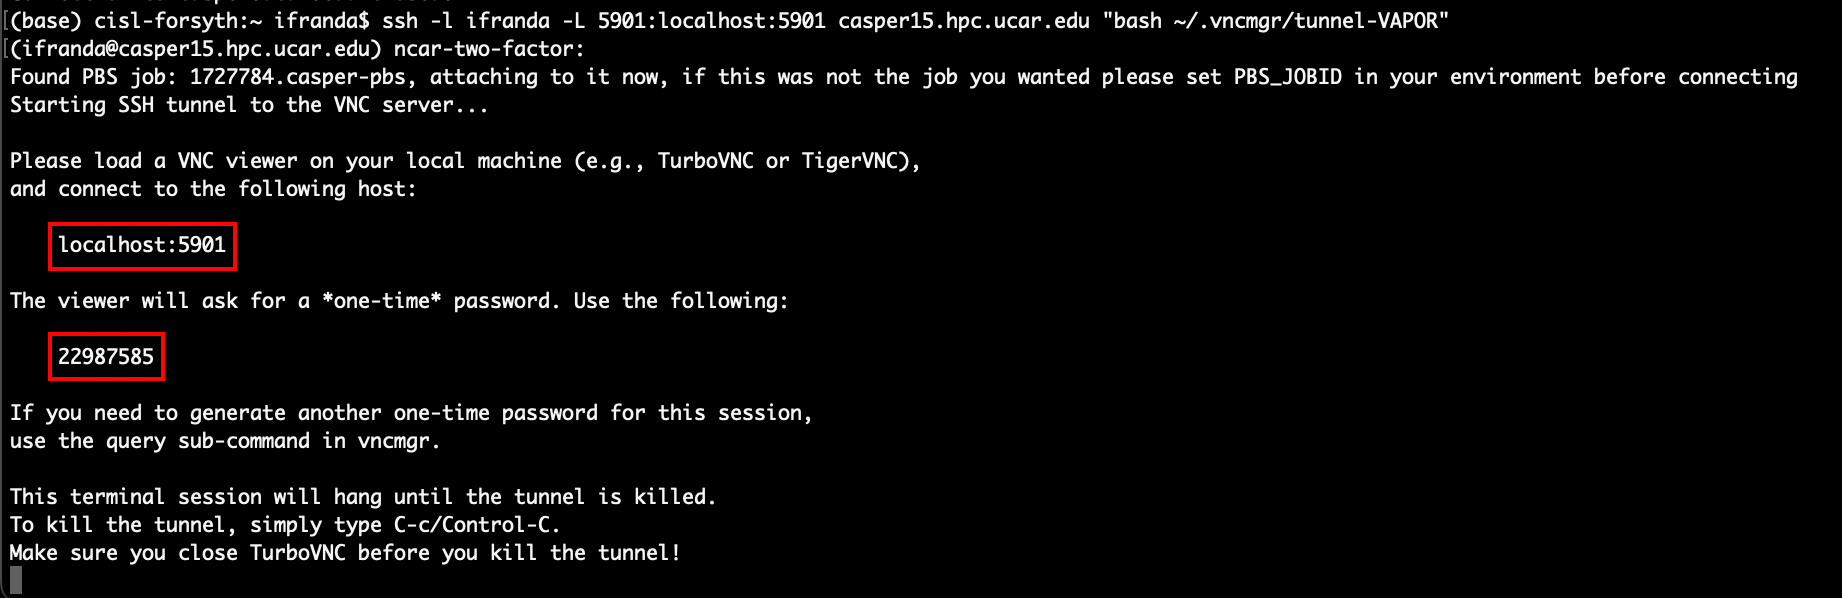 (base) cisl-forsyth:~ ifranda$ ssh -l ifranda -L 5901:localhost:5901 casper15.hpc.ucar.edu "bash ~/.vncmgr/tunnel-VAPOR"
(ifranda@casper15.hpc.ucar.edu) ncar-two-factor:
Found PBS job: 1727784.casper-pbs, attaching to it now, if this was not the job you wanted please set PBS_JOBID in your environment before connecting
Starting SSH tunnel to the VNC server...
Please load a VNC viewer on your local machine (e.g., TurboVNC or TigerVNC),
and connect to the following host:
localhost:5901
The viewer will ask for a *one-time* password. Use the following:
22987585
If you need to generate another one-time password for this session,
use the query sub-command in vncmgr.
This terminal session will hang until the tunnel is killed.
To kill the tunnel, simply type C-c/Control-C.
Make sure you close TurboVNC before you kill the tunnel!